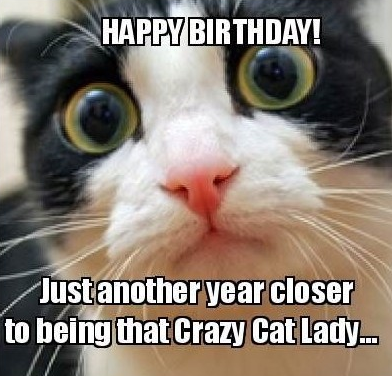 HAPPY BIRTHDAY!
Just another year closer
to being that Crazy Cat Lady...